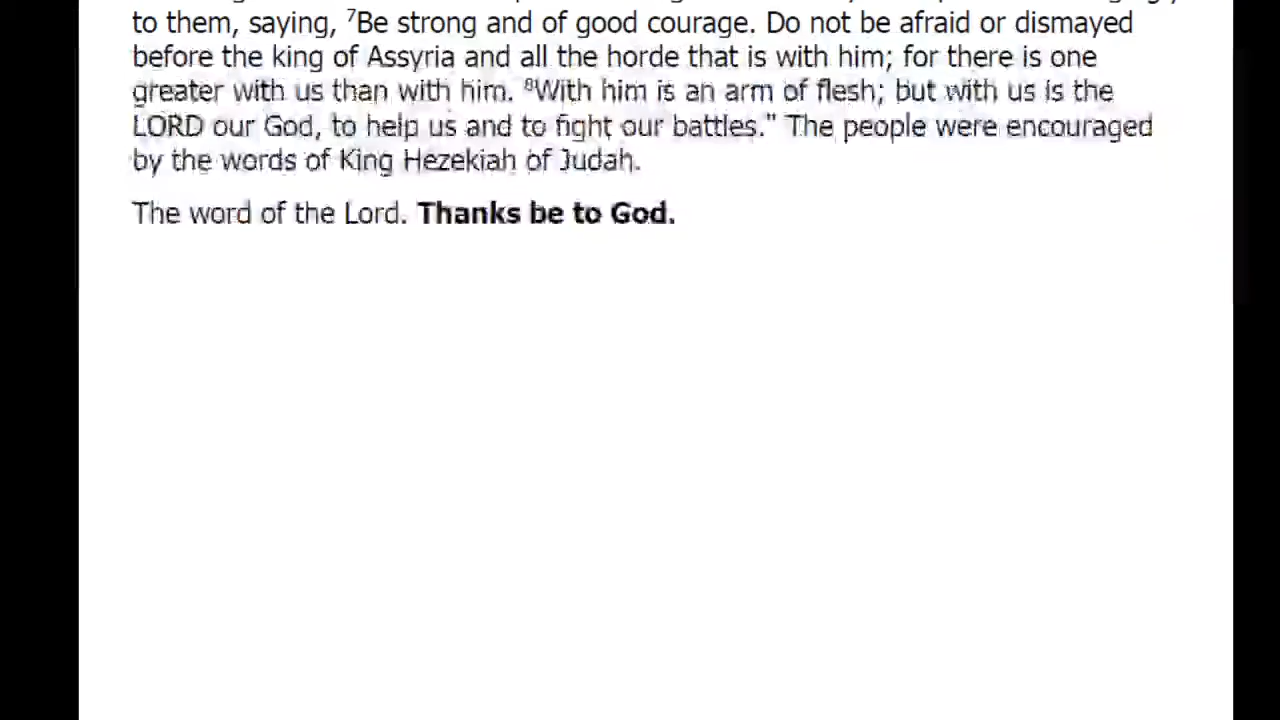 to them, saying, ⁷Be strong and of good courage. Do not be afraid or dismayed
before the king of Assyria and all the horde that is with him; for there is one
greater with us than with him. ⁸With him is an arm of flesh; but with us is the
LORD our God, to help us and to fight our battles." The people were encouraged
by the words of King Hezekiah of Judah.
The word of the Lord. Thanks be to God.